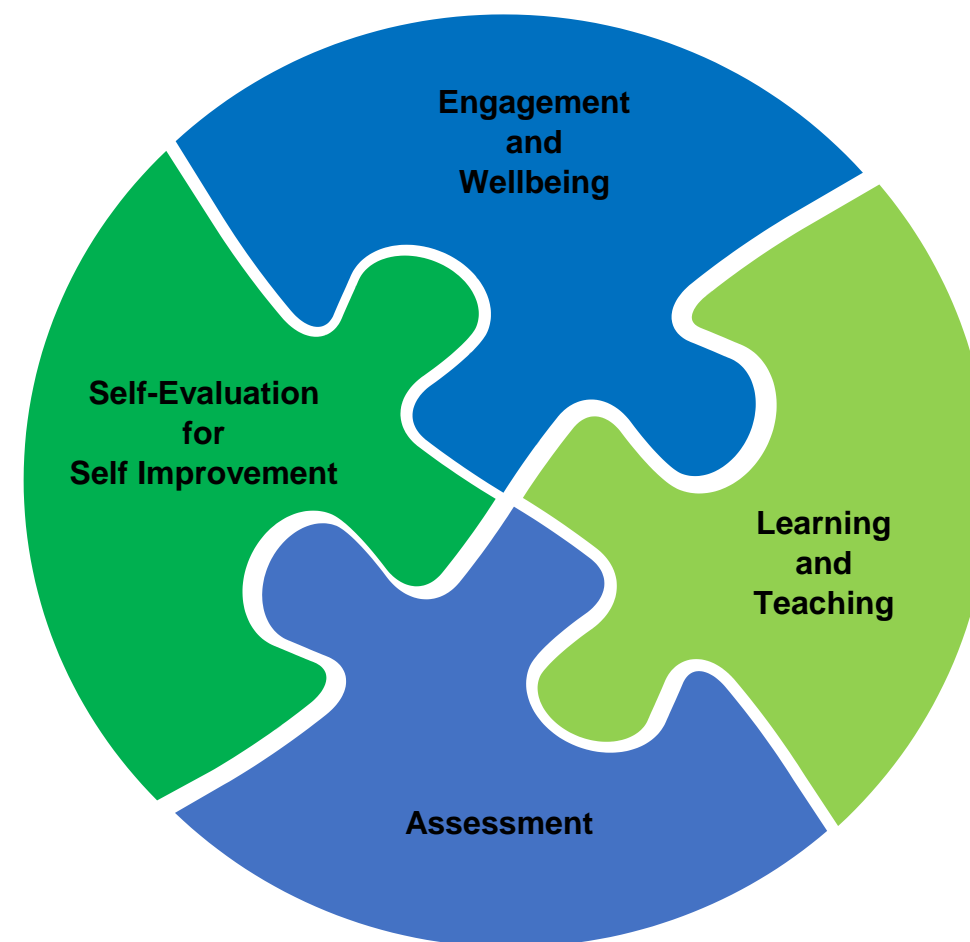 Engagement
and
Wellbeing
Self-Evaluation
for
Self Improvement
Learning
and
Teaching
Assessment